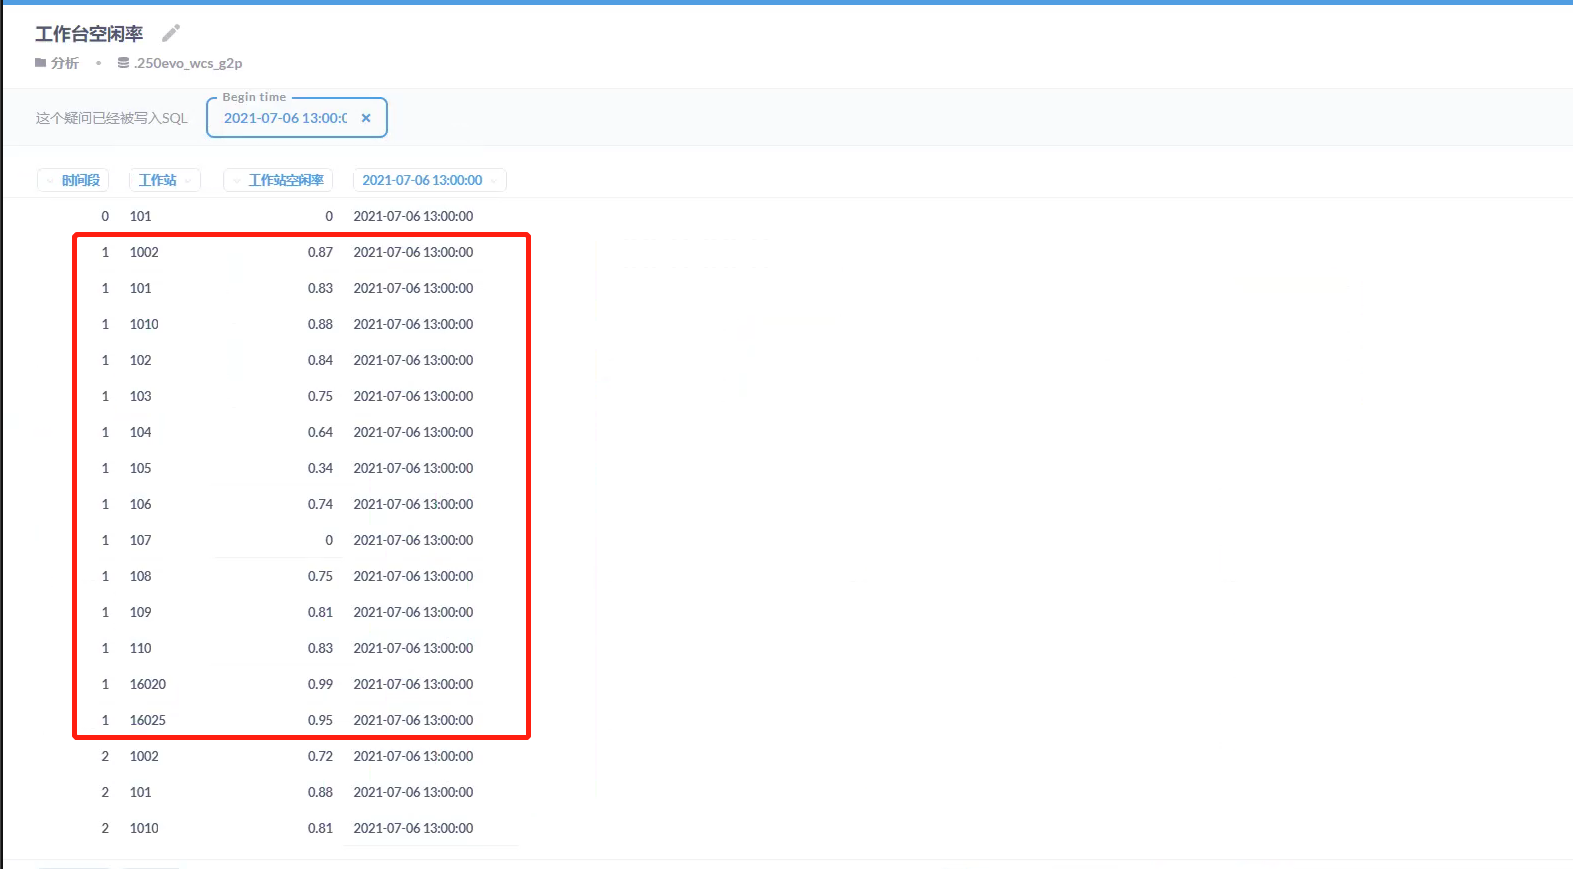 工作台空闲率
分析 • .250evo_wcs_g2p
Begin time
这个疑问已经被写入SQL 2021-07-06 13:00:0 ×
时间段 工作站 工作站空闲率 2021-07-06 13:00:00
0 101 0 2021-07-06 13:00:00
1 1002 0.87 2021-07-06 13:00:00
1 101 0.83 2021-07-06 13:00:00
1 1010 0.88 2021-07-06 13:00:00
1 102 0.84 2021-07-06 13:00:00
1 103 0.75 2021-07-06 13:00:00
1 104 0.64 2021-07-06 13:00:00
1 105 0.34 2021-07-06 13:00:00
1 106 0.74 2021-07-06 13:00:00
1 107 0 2021-07-06 13:00:00
1 108 0.75 2021-07-06 13:00:00
1 109 0.81 2021-07-06 13:00:00
1 110 0.83 2021-07-06 13:00:00
1 16020 0.99 2021-07-06 13:00:00
1 16025 0.95 2021-07-06 13:00:00
2 1002 0.72 2021-07-06 13:00:00
2 101 0.88 2021-07-06 13:00:00
2 1010 0.81 2021-07-06 13:00:00